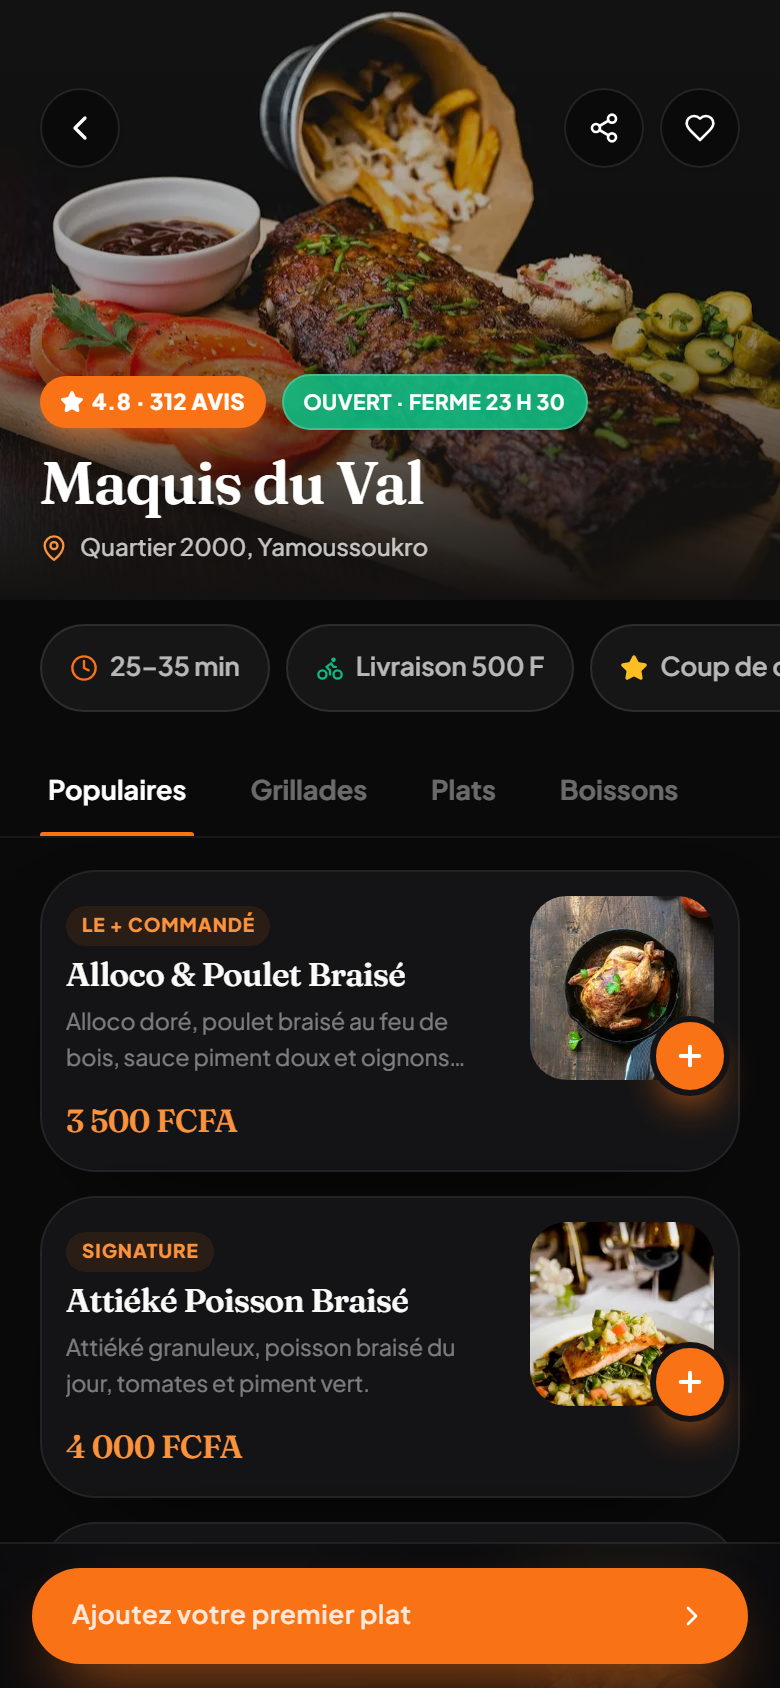 4.8 · 312 AVIS
OUVERT · FERME 23 H 30
Maquis du Val
Quartier 2000, Yamoussoukro
25–35 min
Livraison 500 F
Coup de
Populaires
Grillades
Plats
Boissons
LE + COMMANDÉ
Alloco & Poulet Braisé
Alloco doré, poulet braisé au feu de
bois, sauce piment doux et oignons…
3 500 FCFA
SIGNATURE
Attiéké Poisson Braisé
Attiéké granuleux, poisson braisé du
jour, tomates et piment vert.
4 000 FCFA
Ajoutez votre premier plat